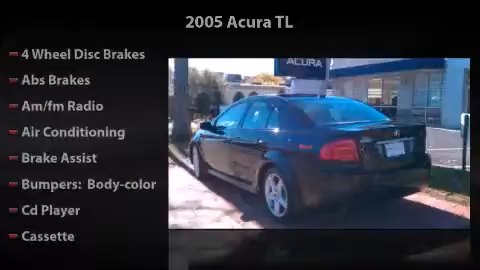 2005 Acura TL
4 Wheel Disc Brakes
Abs Brakes
Am/fm Radio
Air Conditioning
Brake Assist
Bumpers: Body-color
Cd Player
Cassette
ACURA